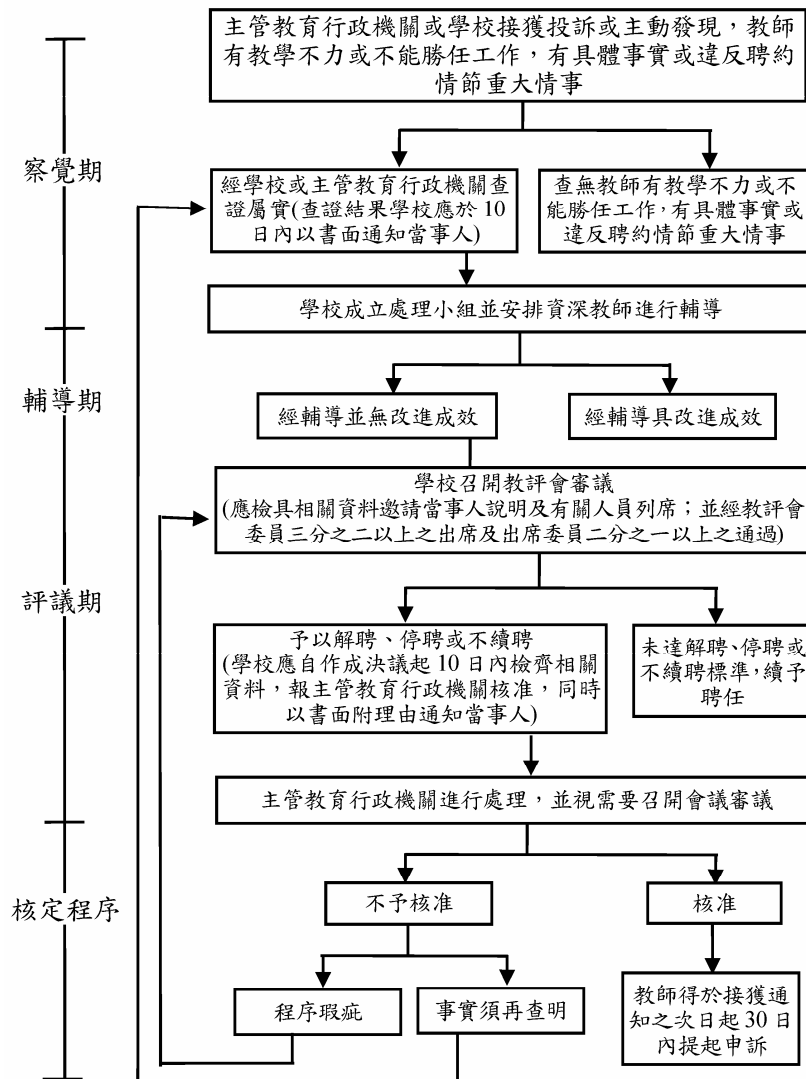 主管教育行政機關或學校接獲投訴或主動發現，教師
有教學不力或不能勝任工作，有具體事實或違反聘約
情節重大情事
察覺期
經學校或主管教育行政機關查
證屬實(查證結果學校應於 10
日內以書面通知當事人)
查無教師有教學不力或不
能勝任工作，有具體事實或
違反聘約情節重大情事
學校成立處理小組並安排資深教師進行輔導
輔導期
經輔導並無改進成效
經輔導具改進成效
學校召開教評會審議
(應檢具相關資料邀請當事人說明及有關人員列席；並經教評會
委員三分之二以上之出席及出席委員二分之一以上之通過)
評議期
予以解聘、停聘或不續聘
(學校應自作成決議起 10 日內檢齊相關
資料，報主管教育行政機關核准，同時
以書面附理由通知當事人)
未達解聘、停聘或
不續聘標準，續予
聘任
主管教育行政機關進行處理，並視需要召開會議審議
核定程序
不予核准
核准
程序瑕疵
事實須再查明
教師得於接獲通
知之次日起 30 日
內提起申訴